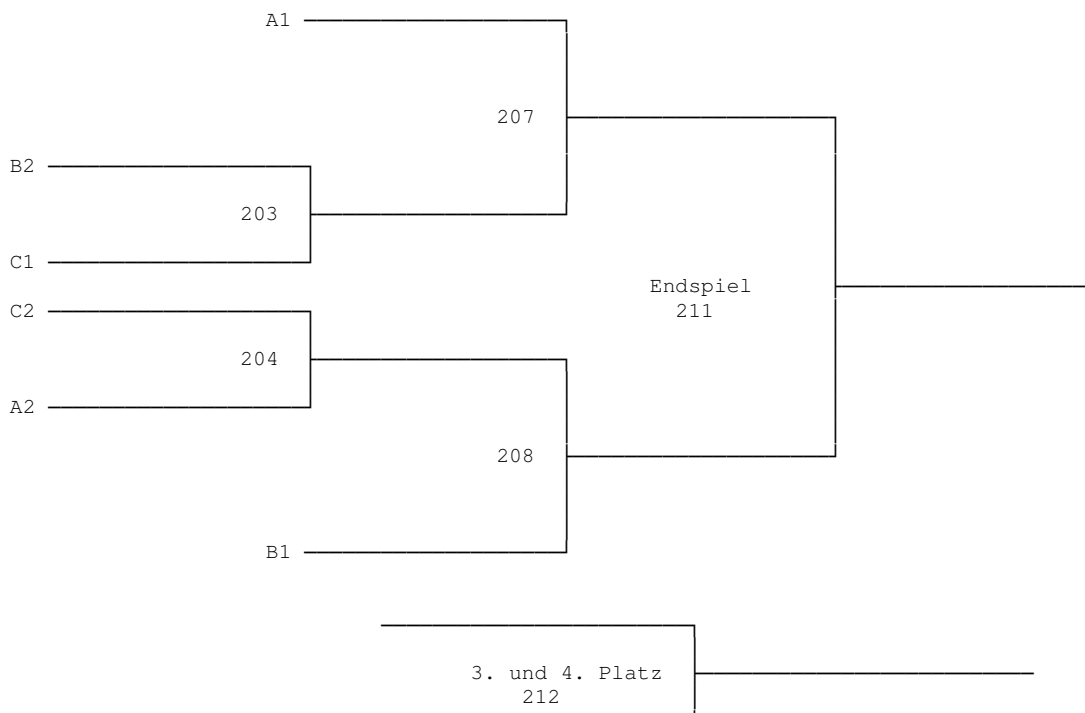 A1
207
B2
203
C1
Endspiel
C2
211
204
A2
208
B1
3. und 4. Platz
212